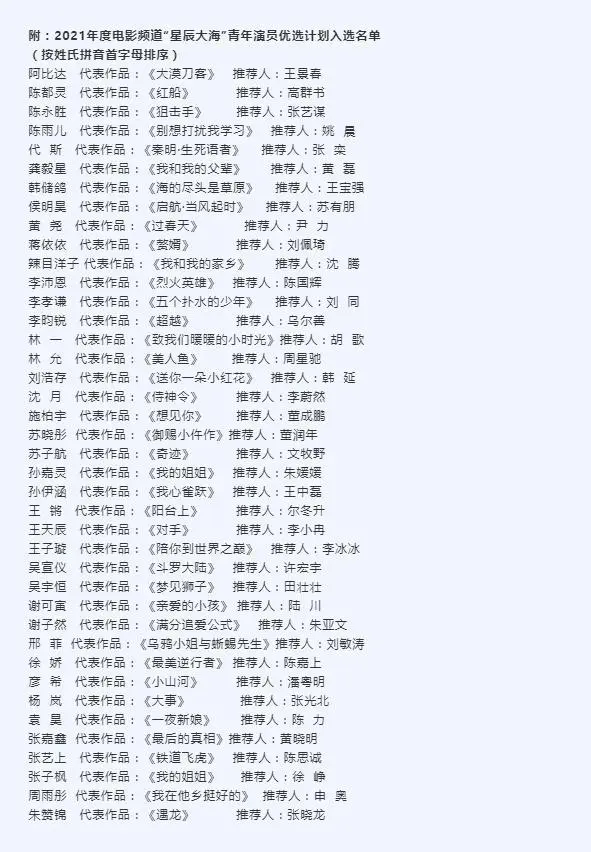 附：2021年度电影频道“星辰大海”青年演员优选计划入选名单
（按姓氏拼音首字母排序）
阿比达 代表作品：《大漠刀客》 推荐人：王景春
陈都灵 代表作品：《红船》 推荐人：高群书
陈永胜 代表作品：《狙击手》 推荐人：张艺谋
陈雨儿 代表作品：《别想打扰我学习》 推荐人：姚 晨
代 斯 代表作品：《秦明·生死语者》 推荐人：张 栾
龚毅星 代表作品：《我和我的父辈》 推荐人：黄 磊
韩储鸽 代表作品：《海的尽头是草原》 推荐人：王宝强
侯明昊 代表作品：《启航·当风起时》 推荐人：苏有朋
黄 尧 代表作品：《过春天》 推荐人：尹 力
蒋依依 代表作品：《赘婿》 推荐人：刘佩琦
辣目洋子 代表作品：《我和我的家乡》 推荐人：沈 腾
李沛恩 代表作品：《烈火英雄》 推荐人：陈国辉
李孝谦 代表作品：《五个扑水的少年》 推荐人：刘 同
李昀锐 代表作品：《超越》 推荐人：乌尔善
林 一 代表作品：《致我们暖暖的小时光》推荐人：胡 歌
林 允 代表作品：《美人鱼》 推荐人：周星驰
刘浩存 代表作品：《送你一朵小红花》 推荐人：韩 延
沈 月 代表作品：《侍神令》 推荐人：李蔚然
施柏宇 代表作品：《想见你》 推荐人：董成鹏
苏晓彤 代表作品：《御赐小仵作》推荐人：董润年
苏子航 代表作品：《奇迹》 推荐人：文牧野
孙嘉灵 代表作品：《我的姐姐》 推荐人：朱媛媛
孙伊涵 代表作品：《我心雀跃》 推荐人：王中磊
王 锵 代表作品：《阳台上》 推荐人：尔冬升
王天辰 代表作品：《对手》 推荐人：李小冉
王子璇 代表作品：《陪你到世界之巅》 推荐人：李冰冰
吴宣仪 代表作品：《斗罗大陆》 推荐人：许宏宇
吴宇恒 代表作品：《梦见狮子》 推荐人：田壮壮
谢可寅 代表作品：《亲爱的小孩》 推荐人：陆 川
谢子然 代表作品：《满分追爱公式》 推荐人：朱亚文
邢 菲 代表作品：《乌鸦小姐与蜥蜴先生》推荐人：刘敏涛
徐 娇 代表作品：《最美逆行者》 推荐人：陈嘉上
彦 希 代表作品：《小山河》 推荐人：潘粤明
杨 岚 代表作品：《大事》 推荐人：张光北
袁 昊 代表作品：《一夜新娘》 推荐人：陈 力
张嘉鑫 代表作品：《最后的真相》推荐人：黄晓明
张艺上 代表作品：《铁道飞虎》 推荐人：陈思诚
张子枫 代表作品：《我的姐姐》 推荐人：徐 峥
周雨彤 代表作品：《我在他乡挺好的》 推荐人：申 奥
朱赞锦 代表作品：《遇龙》 推荐人：张晓龙